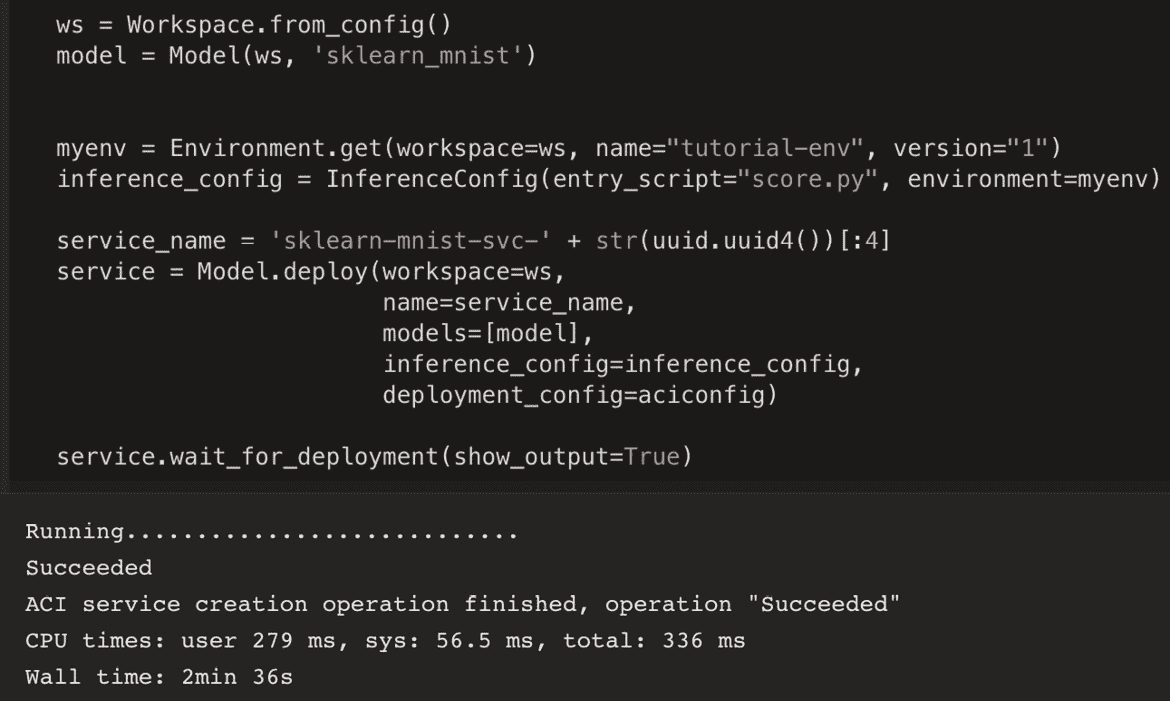 ws = Workspace.from_config()
model = Model(ws, 'sklearn_mnist')
myenv = Environment.get(workspace=ws, name="tutorial-env", version="1")
inference_config = InferenceConfig(entry_script="score.py", environment=myenv)
service_name = 'sklearn-mnist-svc-' + str(uuid.uuid4())[:4]
service = Model.deploy(workspace=ws,
name=service_name,
models=[model],
inference_config=inference_config,
deployment_config=aciconfig)
service.wait_for_deployment(show_output=True)
Running............................
Succeeded
ACI service creation operation finished, operation "Succeeded"
CPU times: user 279 ms, sys: 56.5 ms, total: 336 ms
Wall time: 2min 36s